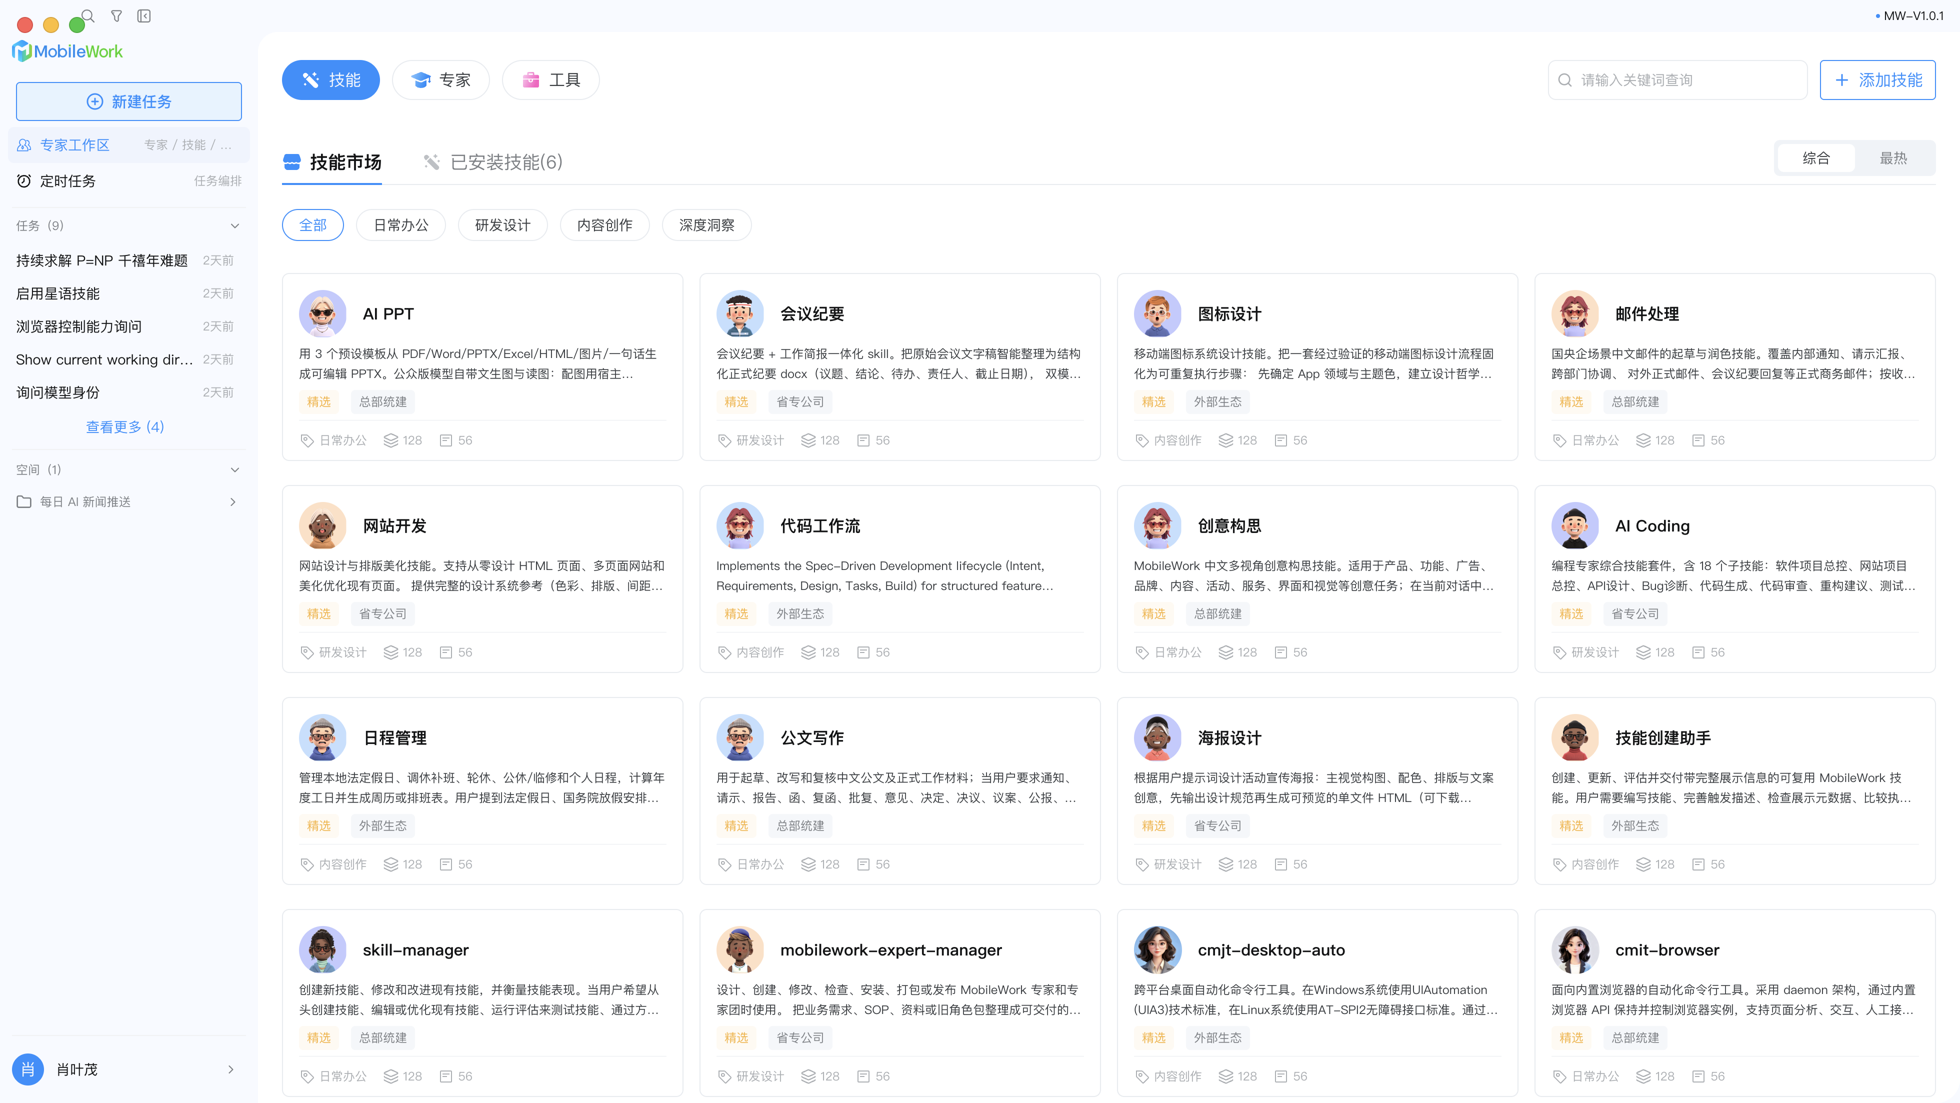 MW-V1.0.1
MobileWork
新建任务
专家工作区 专家 / 技能 / ...
定时任务 任务编排
任务 (9)
持续求解 P=NP 千禧年难题 2天前
启用星语技能 2天前
浏览器控制能力询问 2天前
Show current working dir... 2天前
询问模型身份 2天前
查看更多 (4)
空间 (1)
每日 AI 新闻推送
肖 肖叶茂
技能 专家 工具
请输入关键词查询
+ 添加技能
技能市场 已安装技能(6)
综合 最热
全部 日常办公 研发设计 内容创作 深度洞察
AI PPT
用 3 个预设模板从 PDF/Word/PPTX/Excel/HTML/图片/一句话生
成可编辑 PPTX。公众版模型自带文生图与读图：配图用宿主...
精选 总部统建
日常办公 128 56
会议纪要
会议纪要 + 工作简报一体化 skill。把原始会议文字稿智能整理为结构
化正式纪要 docx（议题、结论、待办、责任人、截止日期），双模...
精选 省专公司
研发设计 128 56
图标设计
移动端图标系统设计技能。把一套经过验证的移动端图标设计流程固
化为可重复执行步骤： 先确定 App 领域与主题色，建立设计哲学...
精选 外部生态
内容创作 128 56
邮件处理
国央企场景中文邮件的起草与润色技能。覆盖内部通知、请示汇报、
跨部门协调、 对外正式邮件、会议纪要回复等正式商务邮件；按收...
精选 总部统建
日常办公 128 56
网站开发
网站设计与排版美化技能。支持从零设计 HTML 页面、多页面网站和
美化优化现有页面。 提供完整的设计系统参考（色彩、排版、间距...
精选 省专公司
研发设计 128 56
代码工作流
Implements the Spec-Driven Development lifecycle (Intent,
Requirements, Design, Tasks, Build) for structured feature...
精选 外部生态
内容创作 128 56
创意构思
MobileWork 中文多视角创意构思技能。适用于产品、功能、广告、
品牌、内容、活动、服务、界面和视觉等创意任务；在当前对话中...
精选 总部统建
日常办公 128 56
AI Coding
编程专家综合技能套件，含 18 个子技能：软件项目总控、网站项目
总控、API设计、Bug诊断、代码生成、代码审查、重构建议、测试...
精选 省专公司
研发设计 128 56
日程管理
管理本地法定假日、调休补班、轮休、公休/临修和个人日程，计算年
度工日并生成周历或排班表。用户提到法定假日、国务院放假安排...
精选 外部生态
内容创作 128 56
公文写作
用于起草、改写和复核中文公文及正式工作材料；当用户要求通知、
请示、报告、函、复函、批复、意见、决定、决议、议案、公报、...
精选 总部统建
日常办公 128 56
海报设计
根据用户提示词设计活动宣传海报：主视觉构图、配色、排版与文案
创意，先输出设计规范再生成可预览的单文件 HTML（可下载...
精选 省专公司
研发设计 128 56
技能创建助手
创建、更新、评估并交付带完整展示信息的可复用 MobileWork 技
能。用户需要编写技能、完善触发描述、检查展示元数据、比较执...
精选 外部生态
内容创作 128 56
skill-manager
创建新技能、修改和改进现有技能，并衡量技能表现。当用户希望从
头创建技能、编辑或优化现有技能、运行评估来测试技能、通过方...
精选 总部统建
日常办公 128 56
mobilework-expert-manager
设计、创建、修改、检查、安装、打包或发布 MobileWork 专家和专
家团时使用。 把业务需求、SOP、资料或旧角色包整理成可交付的...
精选 省专公司
研发设计 128 56
cmjt-desktop-auto
跨平台桌面自动化命令行工具。在Windows系统使用UIAutomation
(UIA3)技术标准，在Linux系统使用AT-SPI2无障碍接口标准。通过...
精选 外部生态
内容创作 128 56
cmit-browser
面向内置浏览器的自动化命令行工具。采用 daemon 架构，通过内置
浏览器 API 保持并控制浏览器实例，支持页面分析、交互、人工接...
精选 总部统建
日常办公 128 56